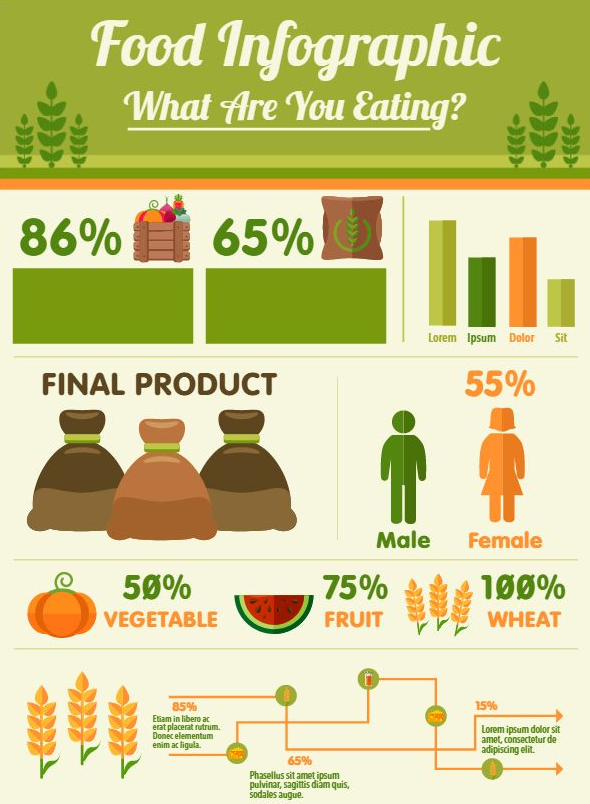 Food Infographic
What Are You Eating?
86%
65%
Lorem Ipsum Dolor Sit
FINAL PRODUCT
55%
Male Female
50%
VEGETABLE
75%
FRUIT
100%
WHEAT
85%
Etiam in libero ac
erat placerat rutrum.
Donec elementum
enim ac ligula.
65%
Phasellus sit amet ipsum
pulvinar, sagittis diam quis,
sodales augue.
15%
Lorem ipsum dolor sit
amet, consectetur de
adipiscing elit.